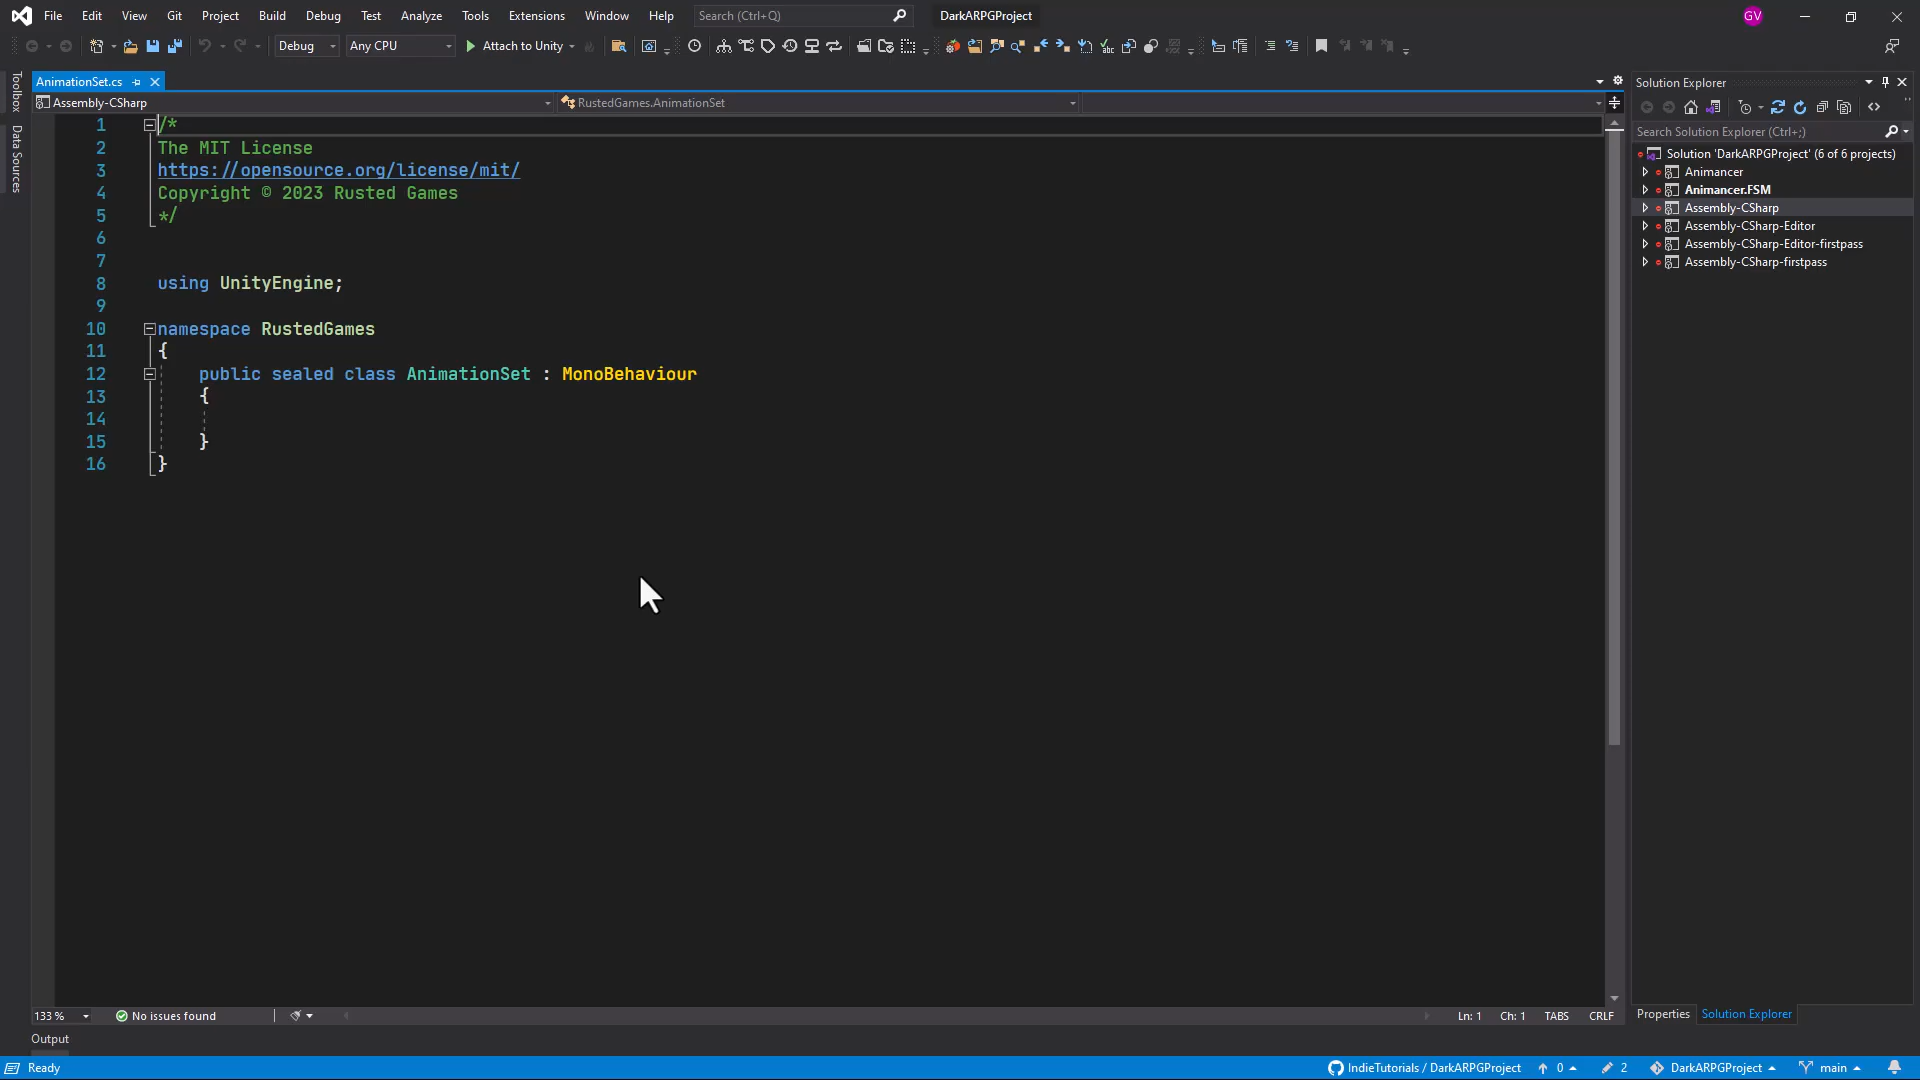 File Edit View Git Project Build Debug Test Analyze Tools Extensions Window Help Search (Ctrl+Q) DarkARPGProject GV
Debug Any CPU Attach to Unity
Toolbox
Data Sources
AnimationSet.cs
Assembly-CSharp RustedGames.AnimationSet
1 /*
2 The MIT License
3 https://opensource.org/license/mit/
4 Copyright © 2023 Rusted Games
5 */
6
7
8 using UnityEngine;
9
10 namespace RustedGames
11 {
12 public sealed class AnimationSet : MonoBehaviour
13 {
14
15 }
16 }
Solution Explorer
Search Solution Explorer (Ctrl+;)
Solution 'DarkARPGProject' (6 of 6 projects)
Animancer
Animancer.FSM
Assembly-CSharp
Assembly-CSharp-Editor
Assembly-CSharp-Editor-firstpass
Assembly-CSharp-firstpass
Properties Solution Explorer
133 % No issues found Ln: 1 Ch: 1 TABS CRLF
Output
Ready IndieTutorials / DarkARPGProject 0 2 DarkARPGProject main